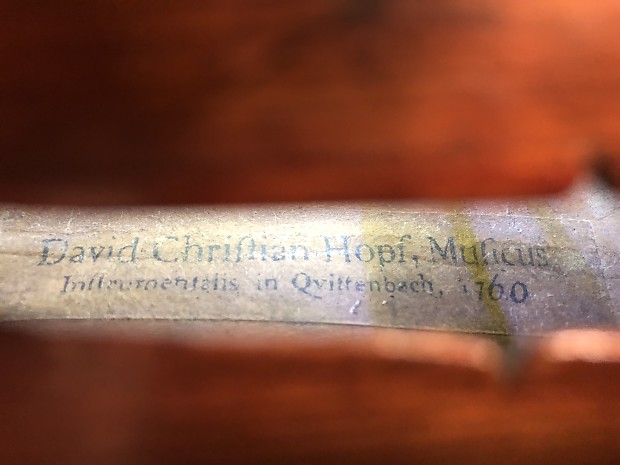 David Chriſtian Hopf, Muſicus
Inſtrumentalis in Qvittenbach, 1760